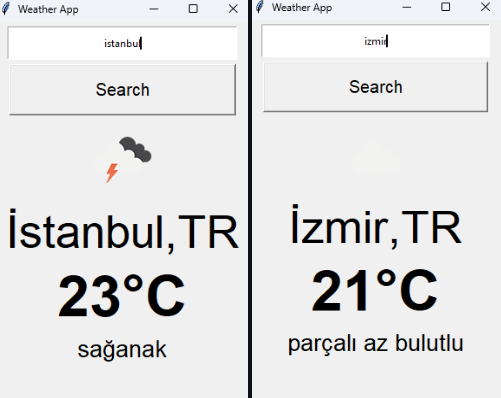 Weather App
istanbul
Search
İstanbul,TR
23°C
sağanak
Weather App
izmir
Search
İzmir,TR
21°C
parçalı az bulutlu